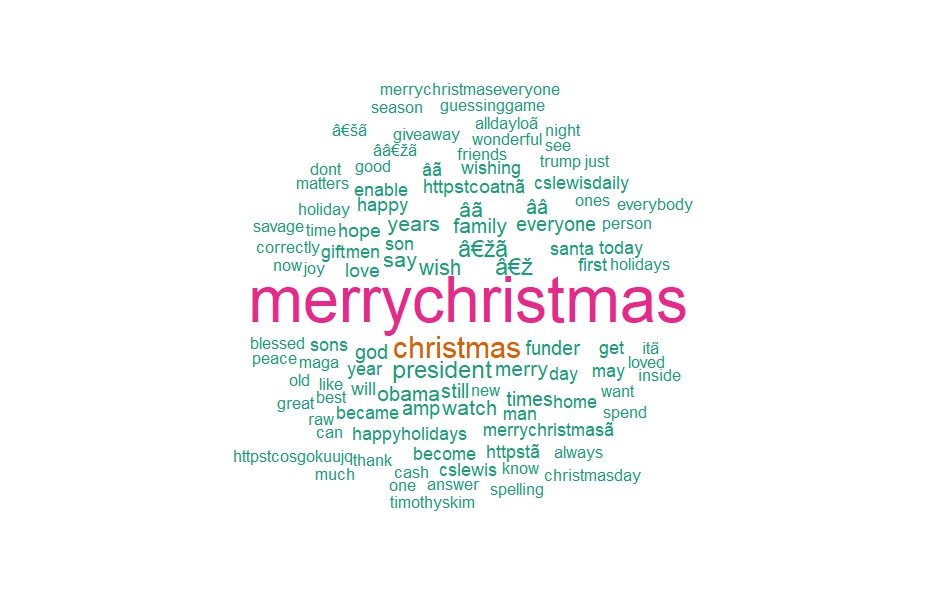 merrychristmaseveryone
season guessinggame
alldayloã
â€šã giveaway wonderful night
ââ€žã friends see
dont good âã wishing trump just
matters enable httpstcoatnã cslewisdaily
holiday happy âã ââ ones everybody
savage time hope years family everyone person
correctly giftmen son â€žã santa today
now joy love say wish â€ž first holidays
merrychristmas
blessed sons god christmas funder get itã
peace maga year president merry day may loved inside
old like will obama still new times home want
great best became amp watch man spend
raw can happyholidays merrychristmasã
httpstcosgokuujq thank become httpstã always
much cash cslewis know christmasday
one answer spelling
timothyskim